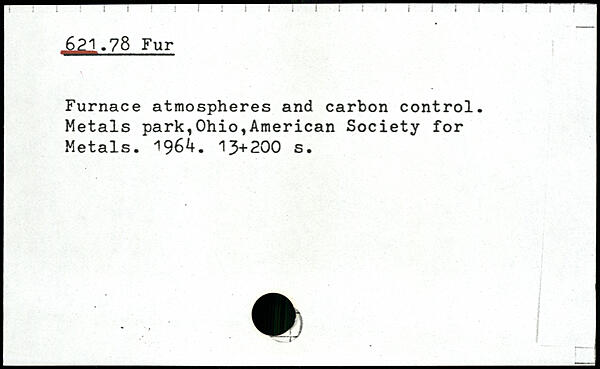 621.78 Fur
Furnace atmospheres and carbon control.
Metals park,Ohio,American Society for
Metals. 1964. 13+200 s.